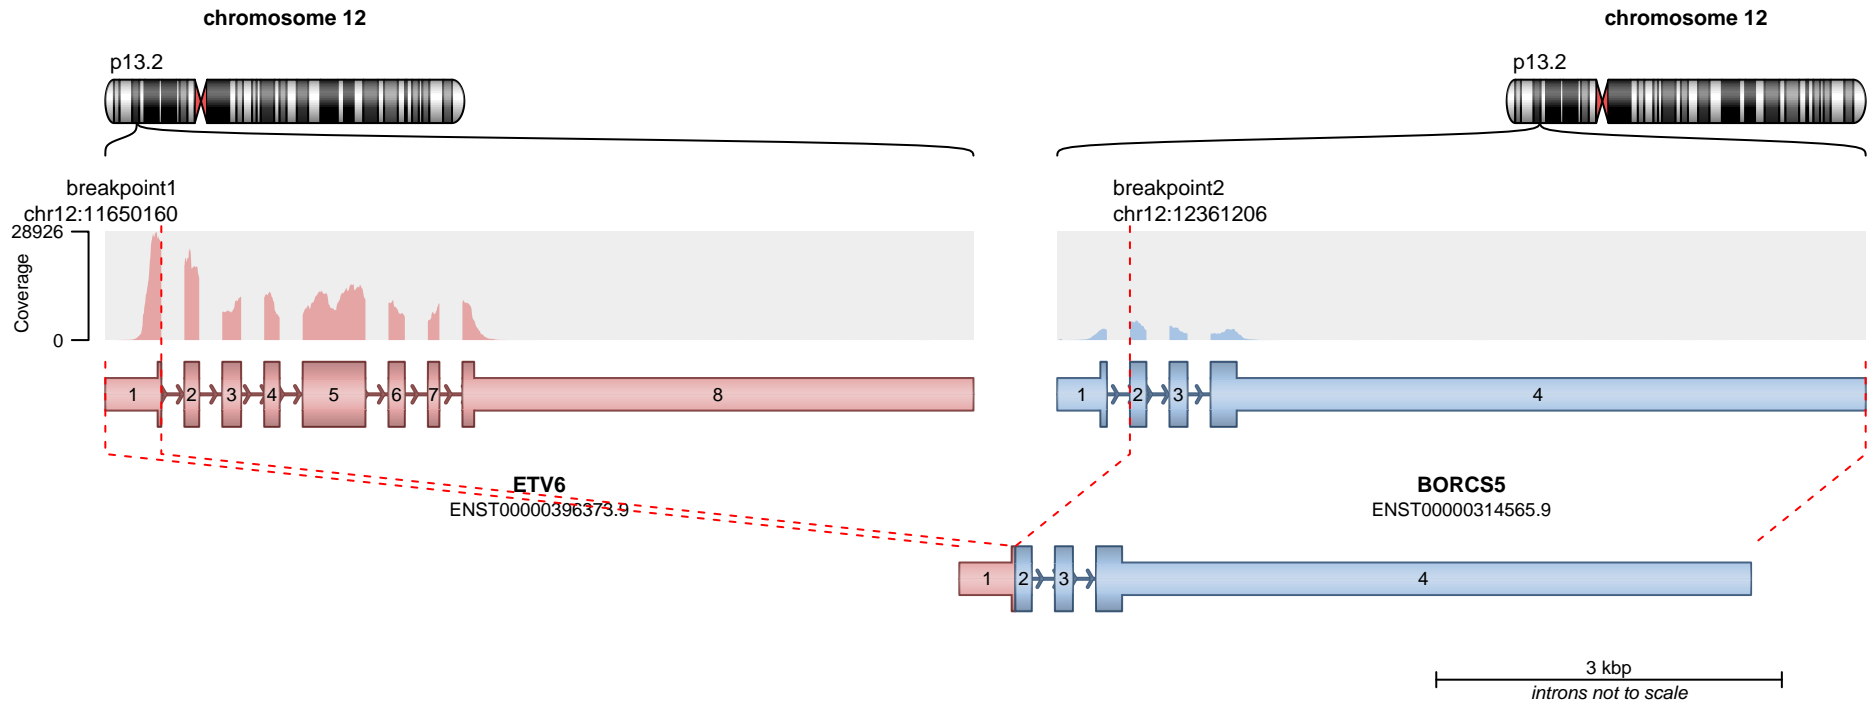 chromosome 12
chromosome 12
p13.2
p13.2
breakpoint1
chr12:11650160
breakpoint2
chr12:12361206
28926
Coverage
0
1 2 3 4 5 6 7 8
1 2 3 4
ETV6
ENST00000396373.9
BORCS5
ENST00000314565.9
1 2 3 4
3 kbp
introns not to scale